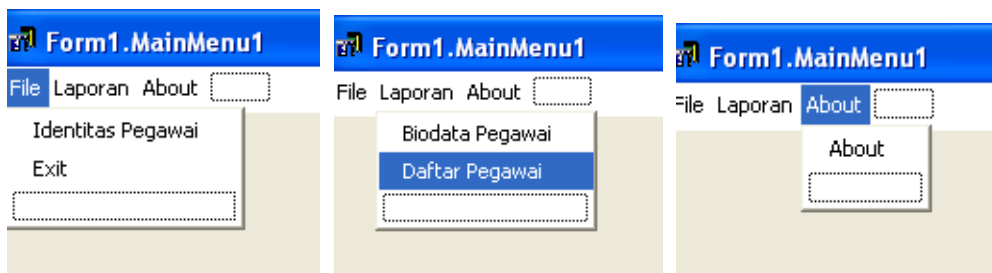 Form1.MainMenu1
File Laporan About
Identitas Pegawai
Exit
Form1.MainMenu1
File Laporan About
Biodata Pegawai
Daftar Pegawai
Form1.MainMenu1
File Laporan About
About